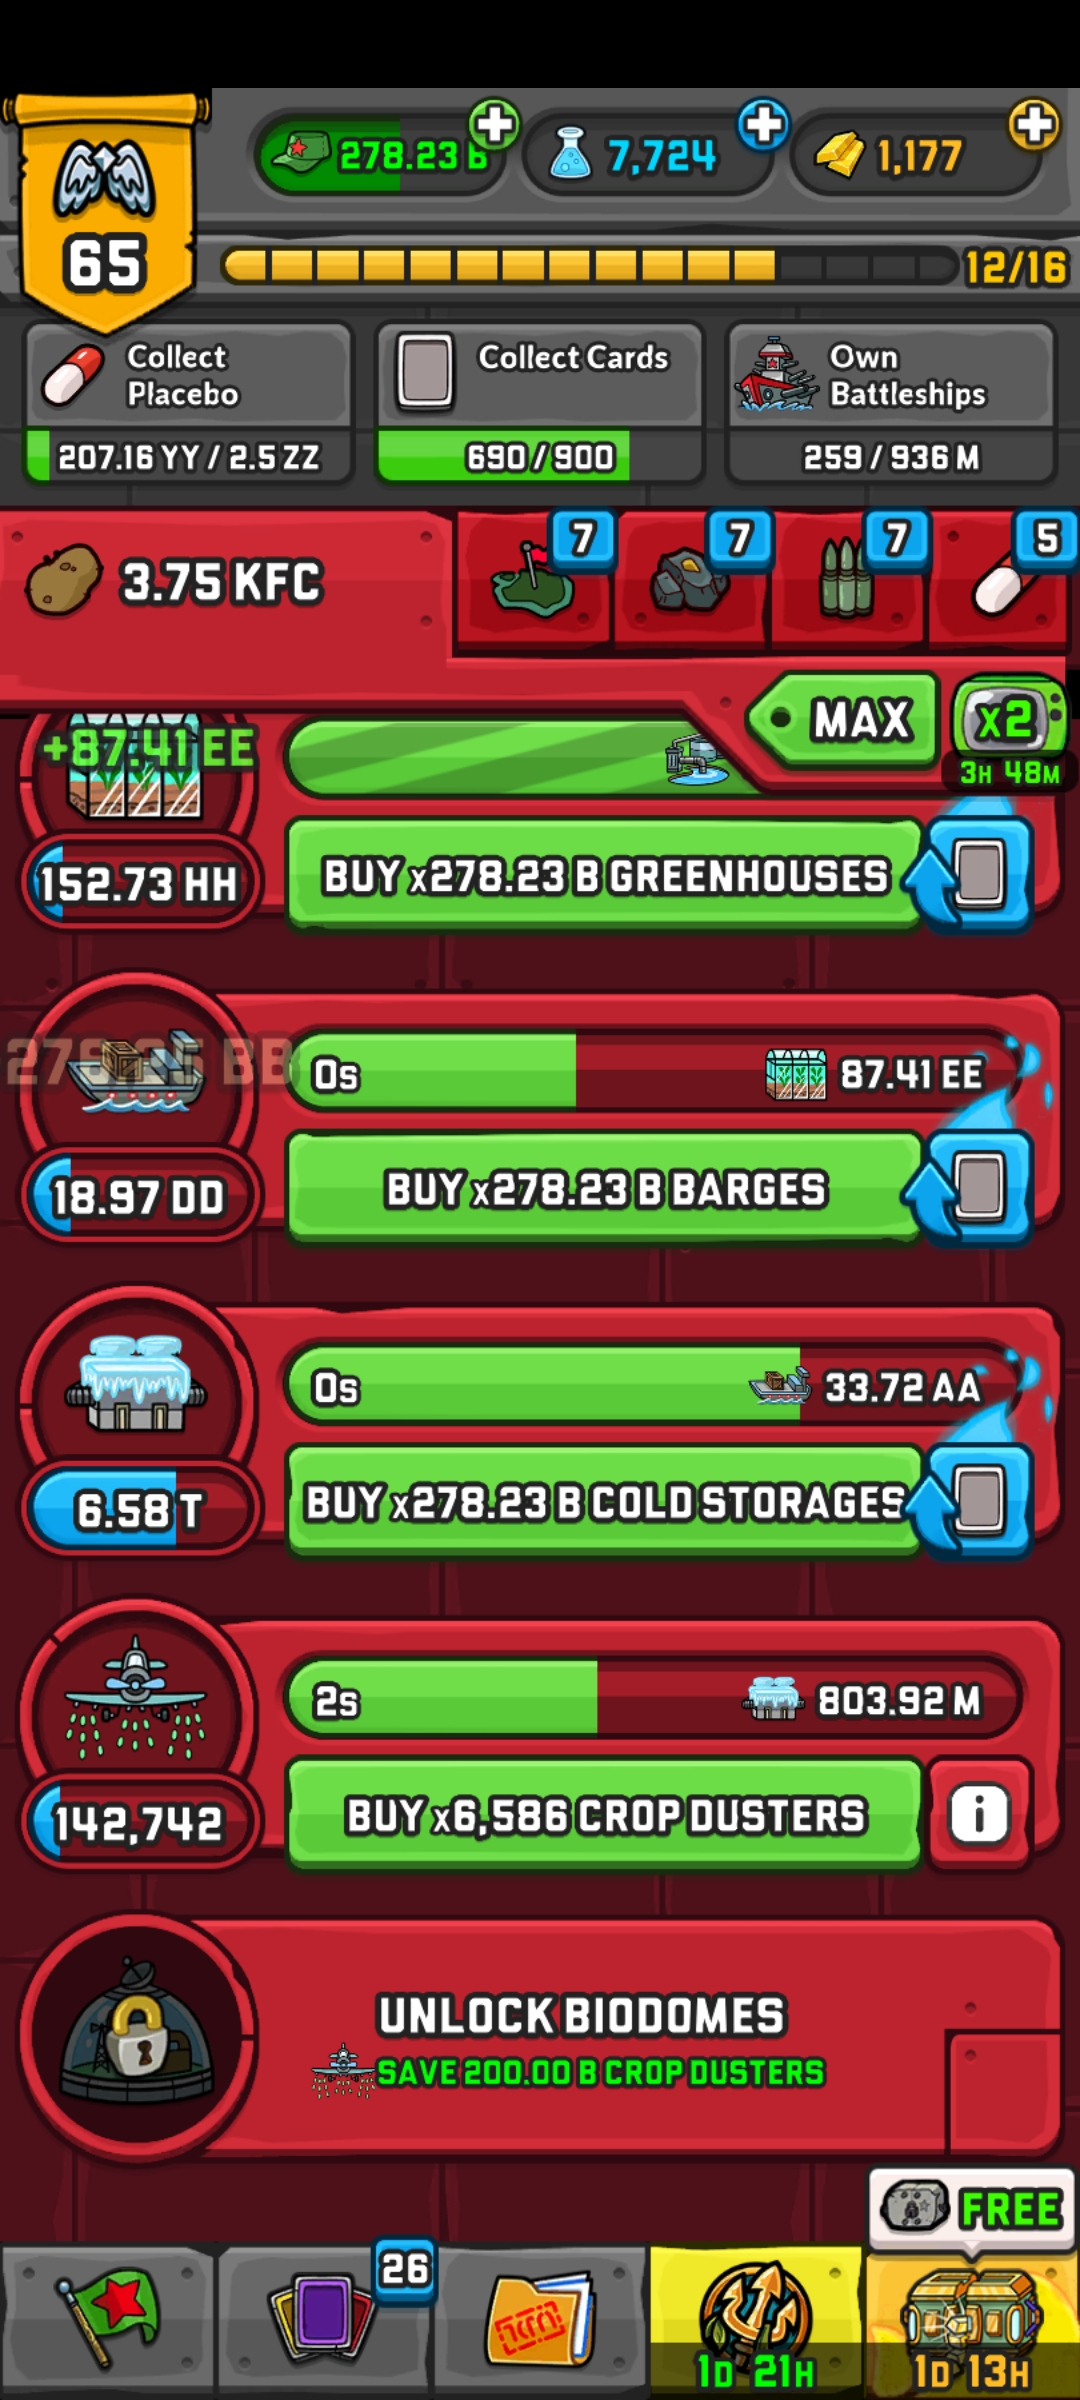 278.23 B
7,724
1,177
65
12/16
Collect
Placebo
207.16 YY / 2.5 ZZ
Collect Cards
690 / 900
Own
Battleships
259 / 936 M
3.75 KFC
7
7
7
5
MAX
x2
3H 48M
+87.41 EE
152.73 HH
BUY x278.23 B GREENHOUSES
0s
87.41 EE
18.97 DD
BUY x278.23 B BARGES
0s
33.72 AA
6.58 T
BUY x278.23 B COLD STORAGES
2s
803.92 M
142,742
BUY x6,586 CROP DUSTERS
i
UNLOCK BIODOMES
SAVE 200.00 B CROP DUSTERS
FREE
26
1D 21H
1D 13H